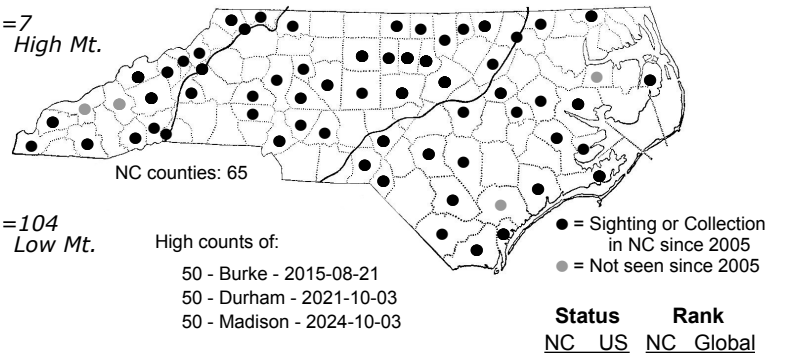 =7
High Mt.
NC counties: 65
=104
Low Mt.
High counts of:
50 - Burke - 2015-08-21
50 - Durham - 2021-10-03
50 - Madison - 2024-10-03
● = Sighting or Collection
in NC since 2005
● = Not seen since 2005
Status Rank
NC US NC Global